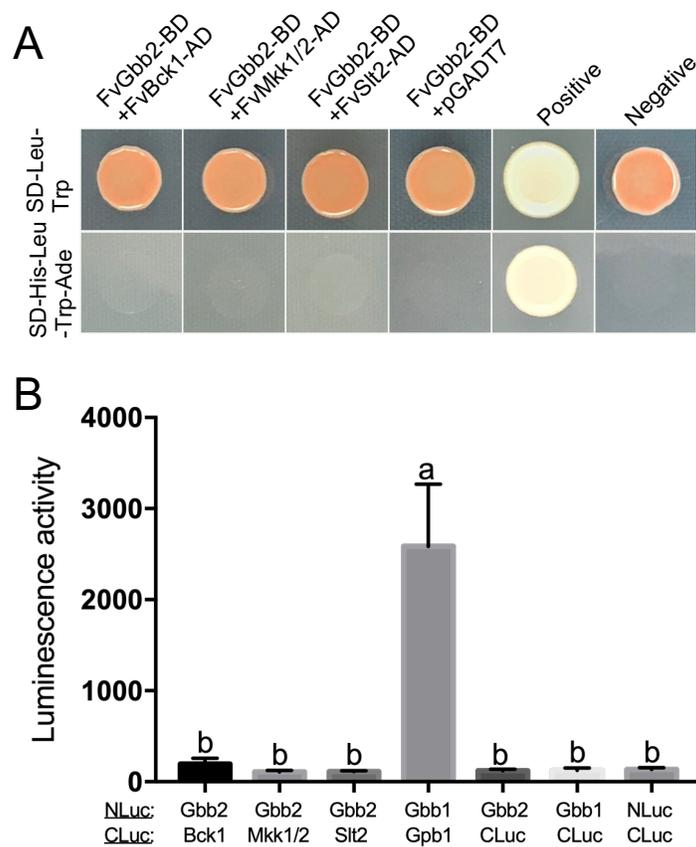 A
FvGbb2-BD
+FvBck1-AD
FvGbb2-BD
+FvMkk1/2-AD
FvGbb2-BD
+FvSlt2-AD
FvGbb2-BD
+pGADT7
Positive
Negative
SD-Leu-
Trp
SD-His-Leu
-Trp-Ade
B
Luminescence activity
4000
3000
2000
1000
0
b
b
b
a
b
b
b
NLuc: Gbb2 Gbb2 Gbb2 Gbb1 Gbb2 Gbb1 NLuc
CLuc: Bck1 Mkk1/2 Slt2 Gpb1 CLuc CLuc CLuc